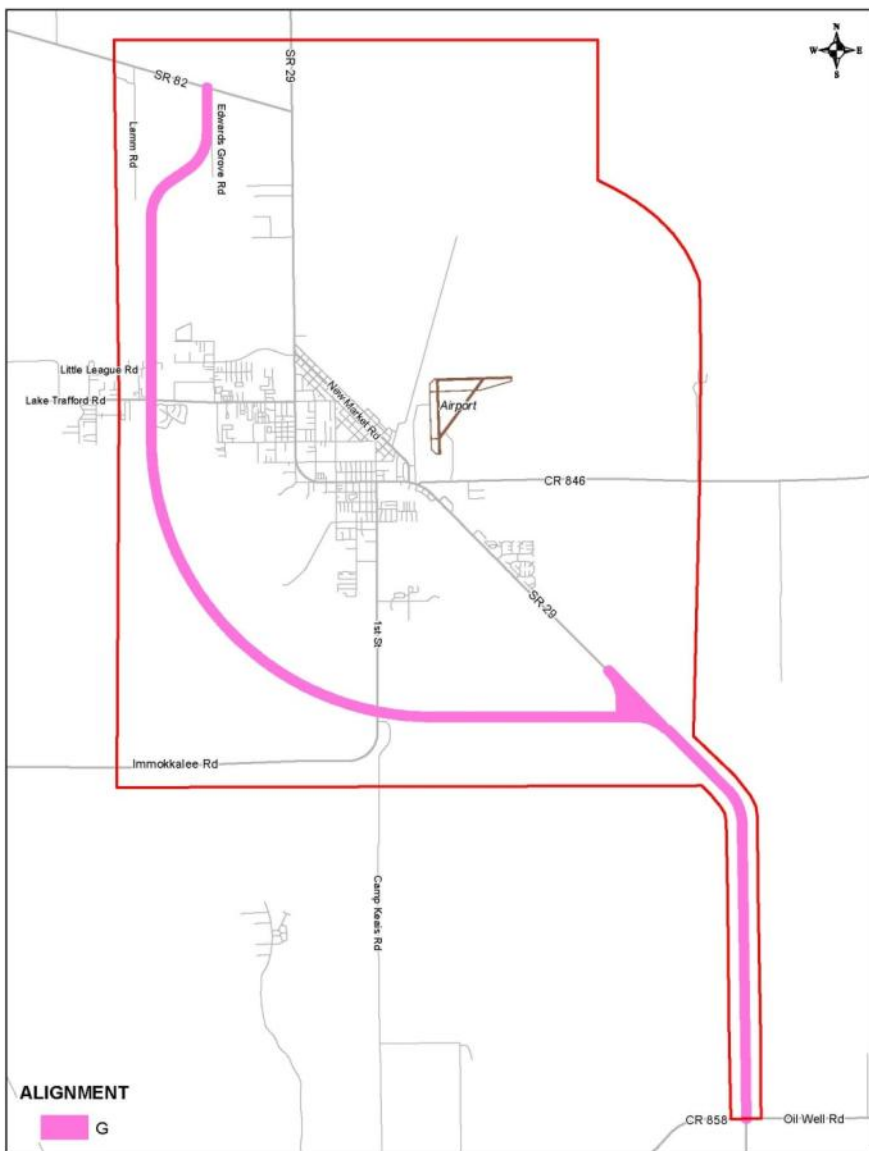 N
W E
S
SR 82
SR 29
Lamm Rd
Edwards Grove Rd
Little League Rd
Lake Trafford Rd
New Market Rd
Airport
CR 846
SR 29
1st St
Immokkalee Rd
Camp Keais Rd
ALIGNMENT
G
CR 858
Oil Well Rd